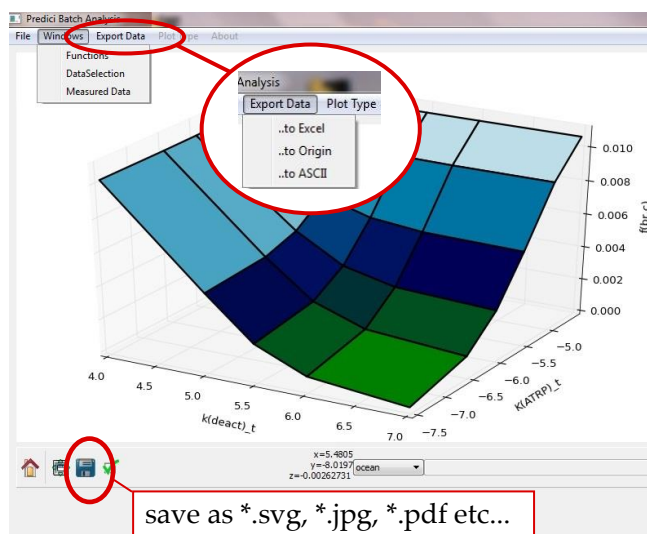 Predici Batch Analysis
File Windows Export Data Plot Type About
Functions
DataSelection
Measured Data
Analysis
Export Data Plot Type
..to Excel
..to Origin
..to ASCII
0.010
0.008
0.006
0.004
0.002
0.000
f(br,c)
-5.0
-5.5
-6.0
-6.5
-7.0
-7.5
K(ATRP)_t
4.0
4.5
5.0
5.5
6.0
6.5
7.0
k(deact)_t
x=5.4805
y=-8.0197
z=-0.00262731
ocean
save as *.svg, *.jpg, *.pdf etc...